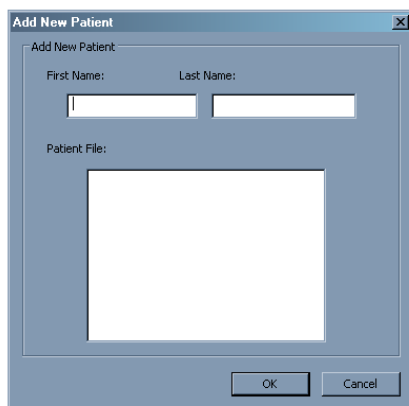 Add New Patient
Add New Patient
First Name: Last Name:
Patient File:
OK Cancel